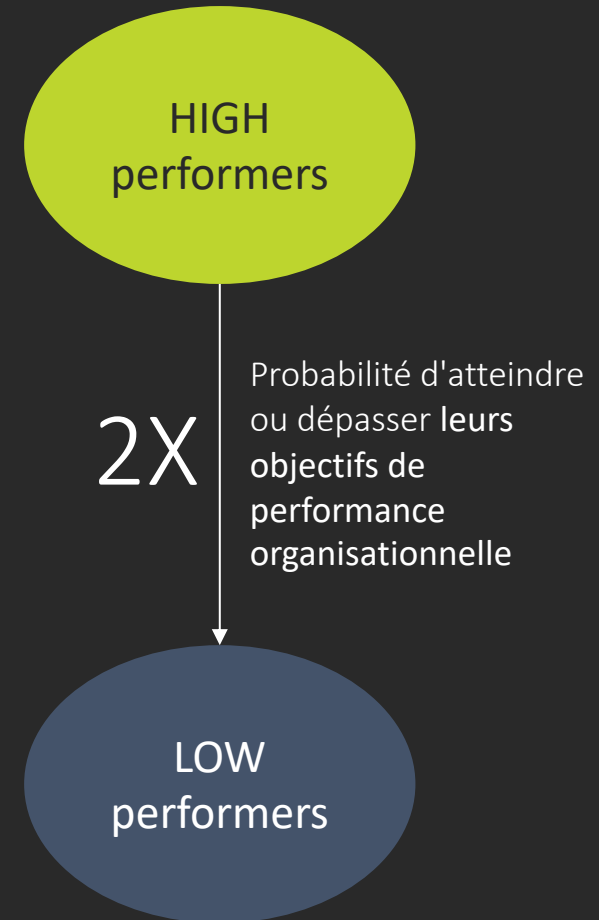 HIGH
performers
2X
Probabilité d'atteindre
ou dépasser leurs
objectifs de
performance
organisationnelle
LOW
performers